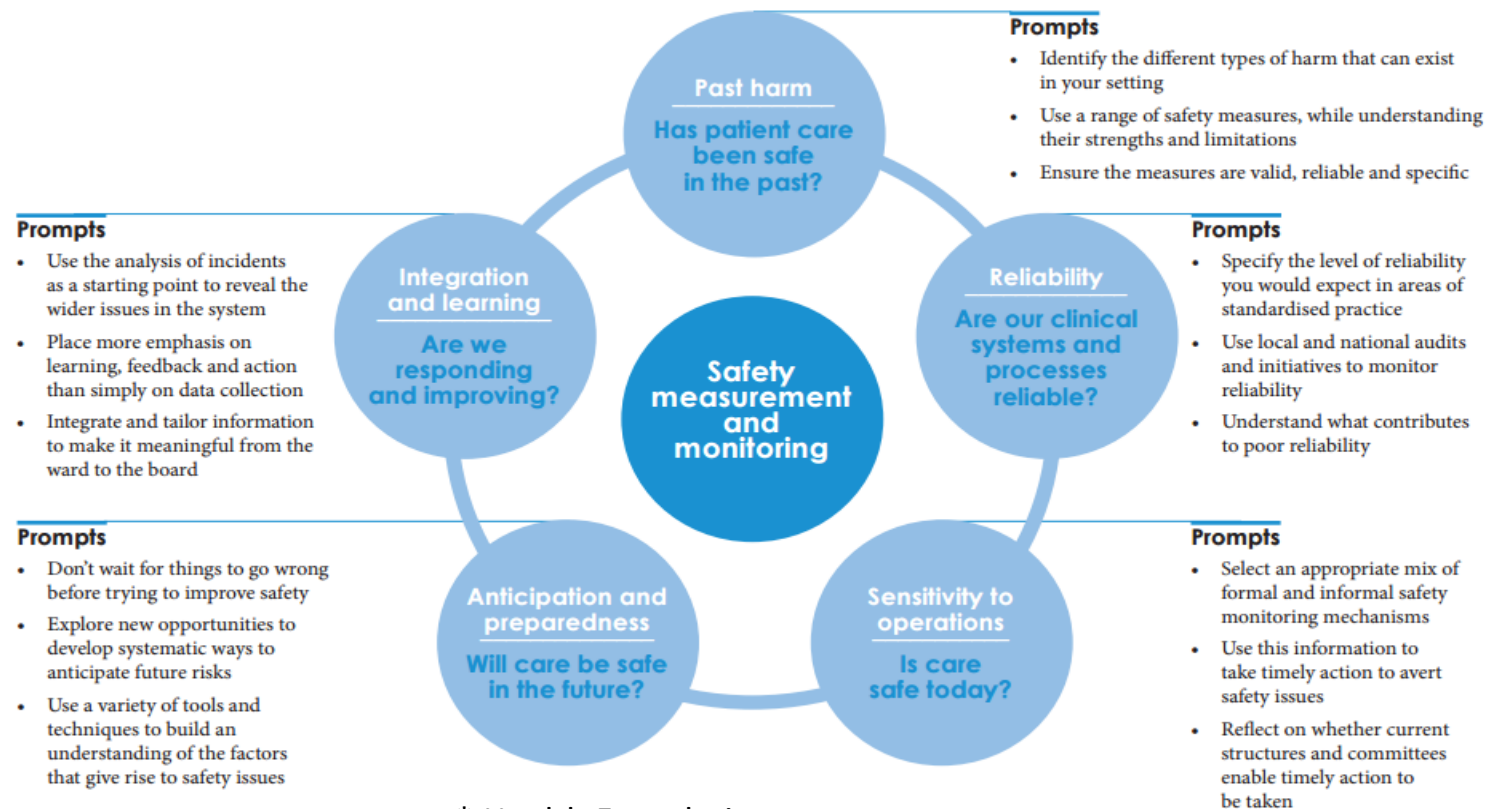 Past harm
Has patient care
been safe
in the past?
Prompts
• Identify the different types of harm that can exist
in your setting
• Use a range of safety measures, while understanding
their strengths and limitations
• Ensure the measures are valid, reliable and specific
Reliability
Are our clinical
systems and
processes
reliable?
Prompts
• Specify the level of reliability
you would expect in areas of
standardised practice
• Use local and national audits
and initiatives to monitor
reliability
• Understand what contributes
to poor reliability
Sensitivity to
operations
Is care
safe today?
Prompts
• Select an appropriate mix of
formal and informal safety
monitoring mechanisms
• Use this information to
take timely action to avert
safety issues
• Reflect on whether current
structures and committees
enable timely action to
be taken
Anticipation and
preparedness
Will care be safe
in the future?
Prompts
• Don’t wait for things to go wrong
before trying to improve safety
• Explore new opportunities to
develop systematic ways to
anticipate future risks
• Use a variety of tools and
techniques to build an
understanding of the factors
that give rise to safety issues
Integration
and learning
Are we
responding
and improving?
Prompts
• Use the analysis of incidents
as a starting point to reveal the
wider issues in the system
• Place more emphasis on
learning, feedback and action
than simply on data collection
• Integrate and tailor information
to make it meaningful from the
ward to the board
Safety
measurement
and
monitoring